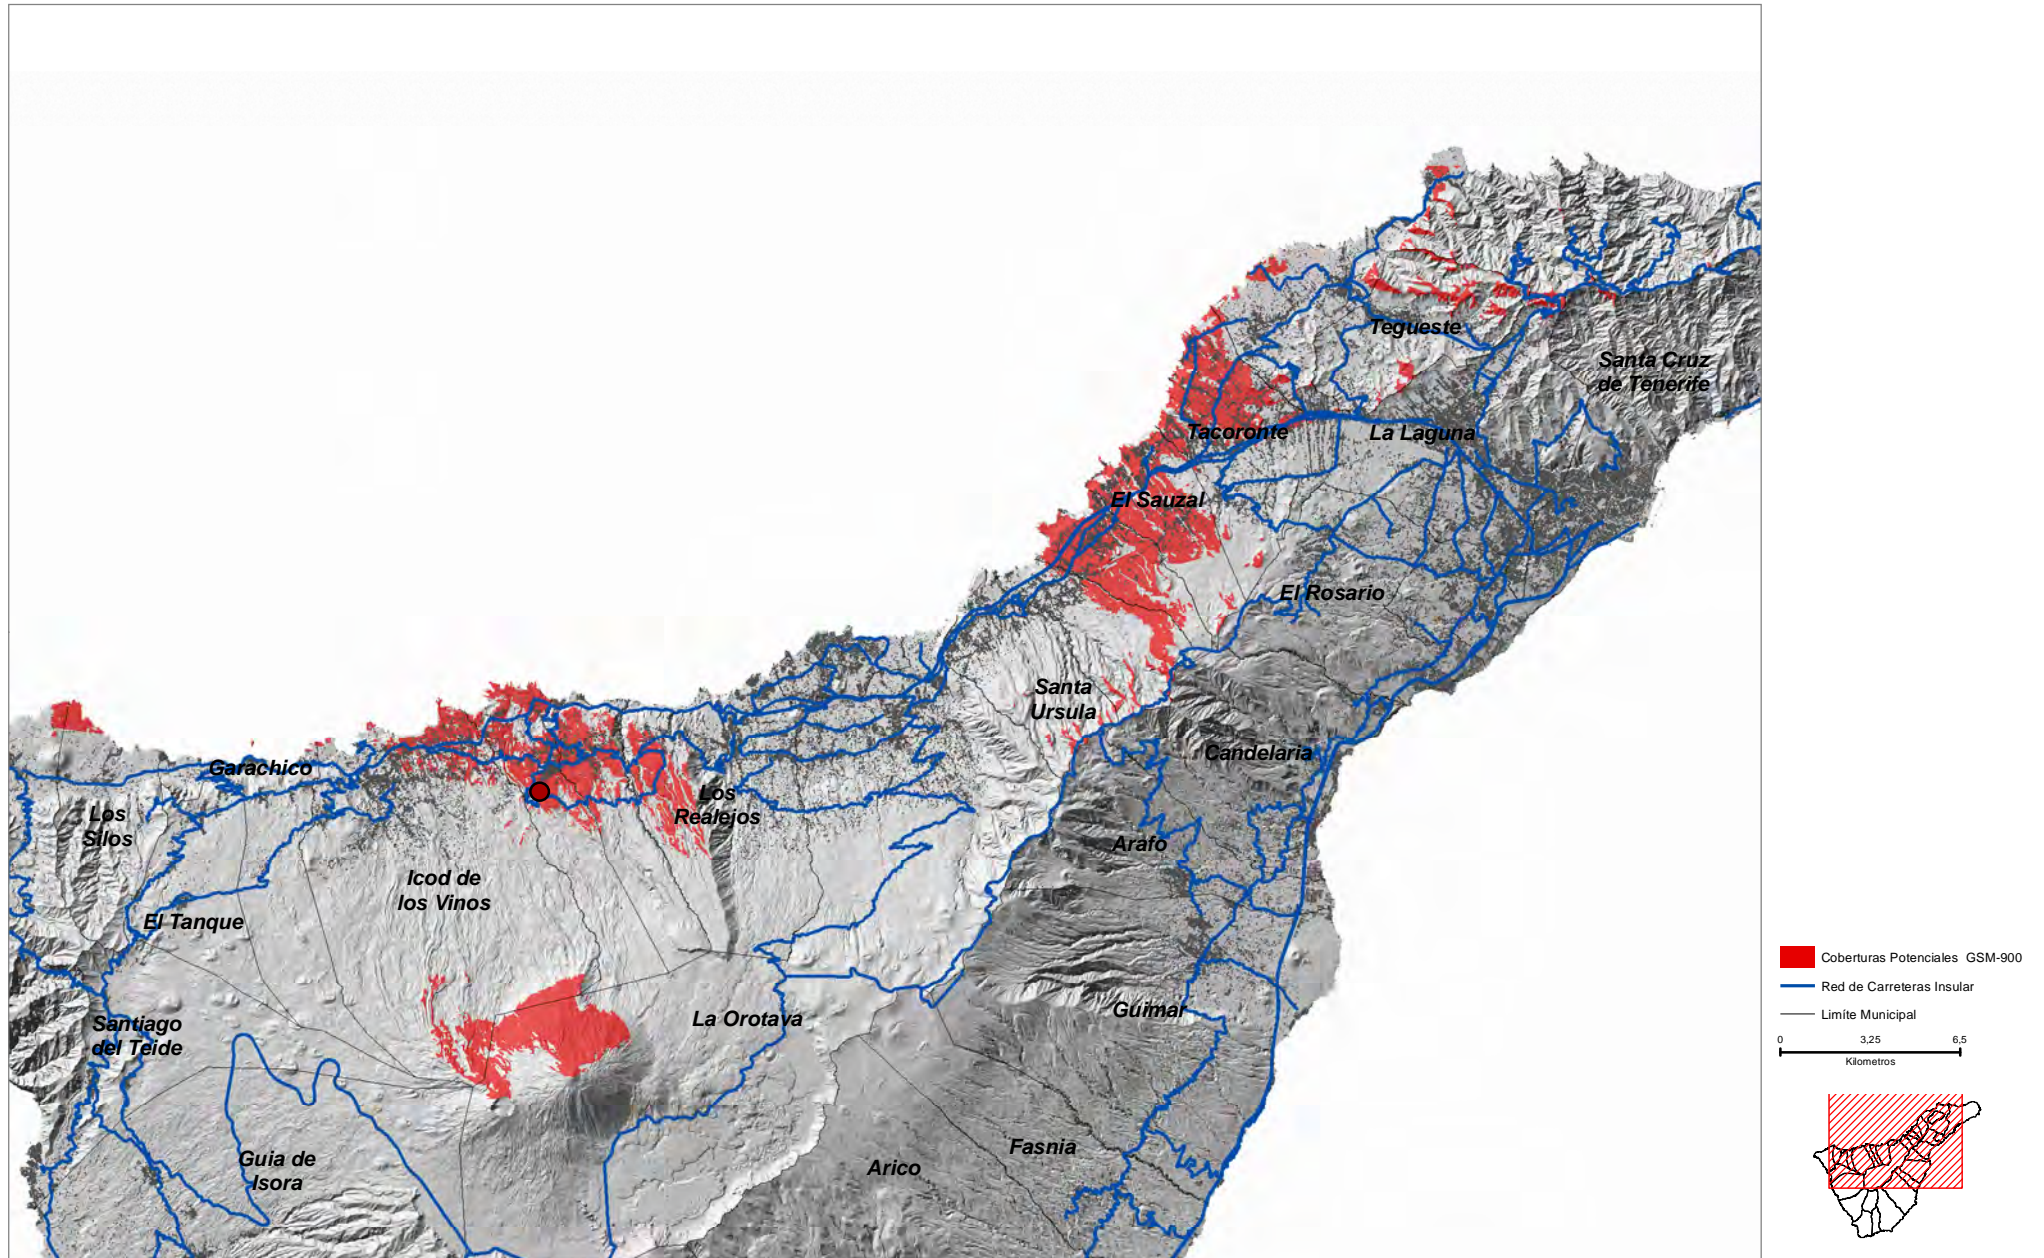 Tegueste
Santa Cruz
de Tenerife
Tacoronte
La Laguna
El Sauzal
El Rosario
Santa
Ursula
Candelaria
Garachico
Los
Silos
Los
Realejos
Arafo
Icod de
los Vinos
El Tanque
Santiago
del Teide
La Orotava
Guimar
Guia de
Isora
Arico
Fasnia
Coberturas Potenciales GSM-900
Red de Carreteras Insular
Limíte Municipal
0 3,25 6,5
Kilometros